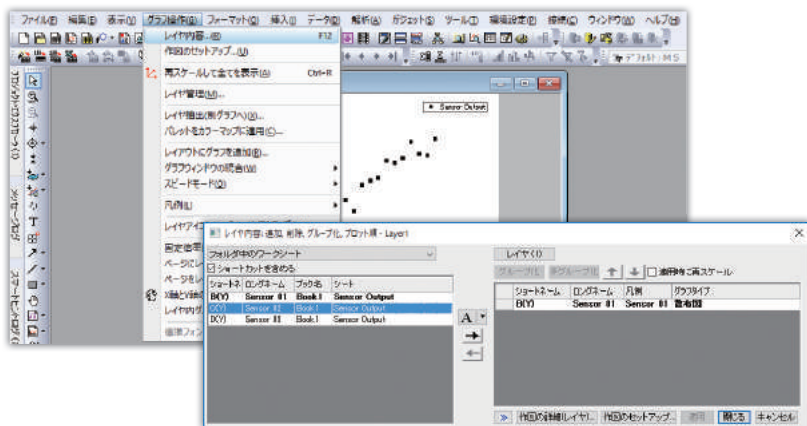 ファイル(F) 編集(E) 表示(V) グラフ操作(G) フォーマット(O) 挿入(I) データ(D) 解析(A) ガジェット(S) ツール(T) 環境設定(P) 接続(C) ウィンドウ(W) ヘルプ(H)
レイヤ内容...(B) F12
作図のセットアップ...(U)
再スケールして全てを表示(A) Ctrl+R
レイヤ管理(M)...
レイヤ抽出(別グラフへ)(X)...
パレットをカラーマップに適用(C)...
レイアウトにグラフを追加(B)...
グラフウィンドウの統合(W)
スピードモード(Q)
凡例(L)
Sensor Output
デフォルト: M S
メッセージログ
レイヤ内容: 追加, 削除, グループ化, プロット順 - Layer1
フォルダ中のワークシート
ショートカットを含める
ショートネ ロングネーム ブック名 シート
B(Y) Sensor #1 Book1 Sensor Output
C(Y) Sensor #2 Book1 Sensor Output
D(Y) Sensor #3 Book1 Sensor Output
A
レイヤ(1)
グループ化 非グループ化 適用時に再スケール
ショートネーム ロングネーム 凡例 グラフタイプ
B(Y) Sensor #1 Sensor #1 散布図
作図の詳細(レイヤ)... 作図のセットアップ... 適用 閉じる キャンセル